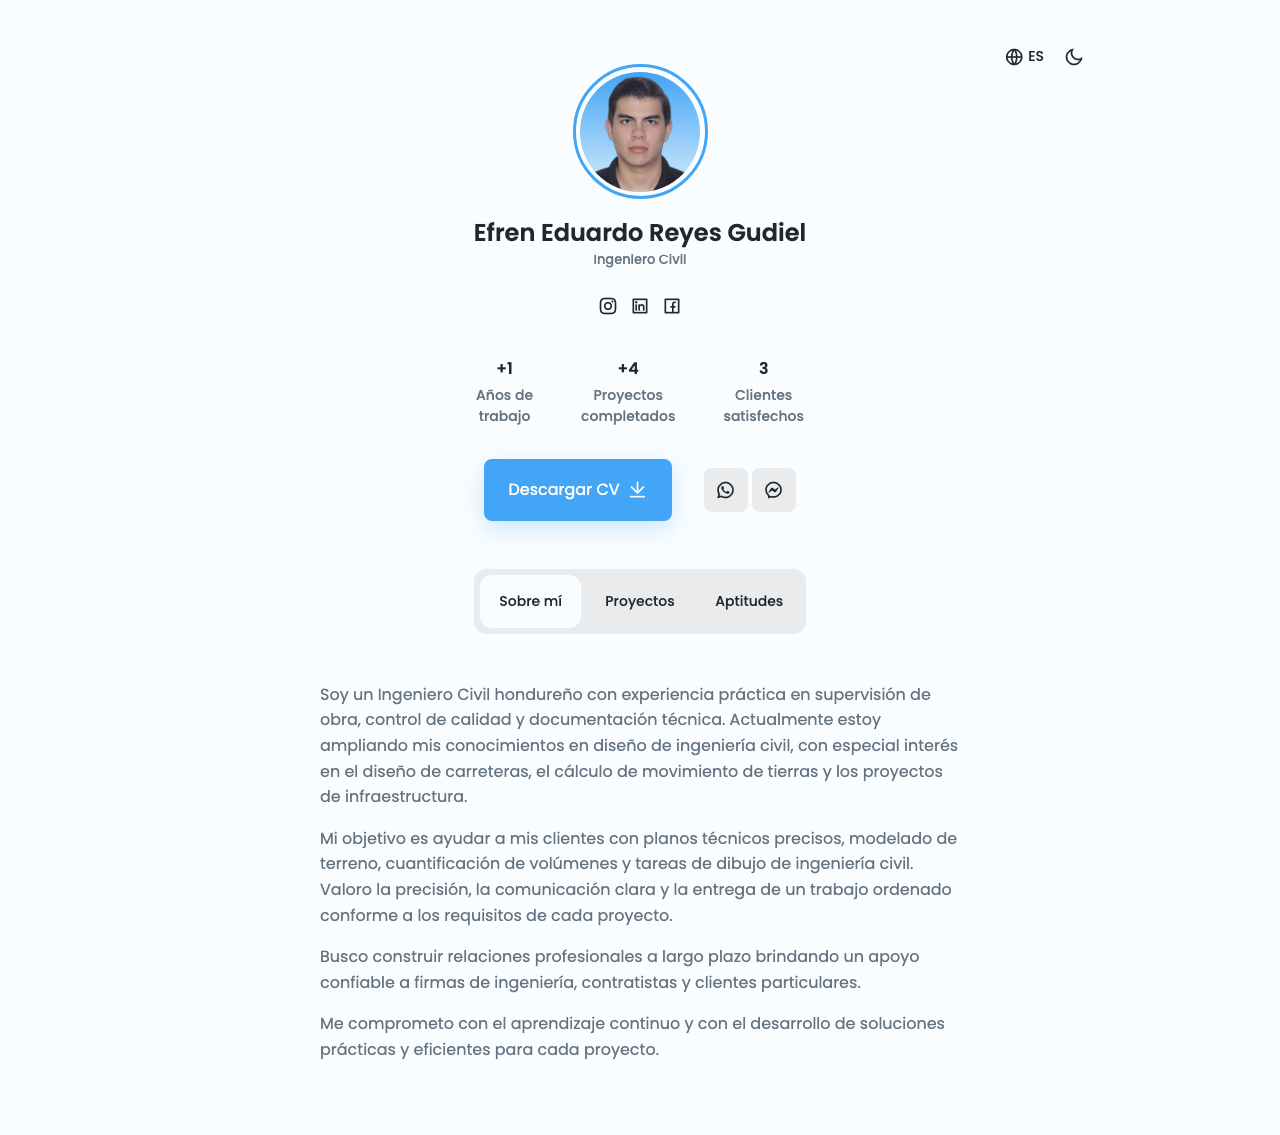 ES
Efren Eduardo Reyes Gudiel
Ingeniero Civil
+1
Años de
trabajo
+4
Proyectos
completados
3
Clientes
satisfechos
Descargar CV
Sobre mí
Proyectos
Aptitudes
Soy un Ingeniero Civil hondureño con experiencia práctica en supervisión de
obra, control de calidad y documentación técnica. Actualmente estoy
ampliando mis conocimientos en diseño de ingeniería civil, con especial interés
en el diseño de carreteras, el cálculo de movimiento de tierras y los proyectos
de infraestructura.
Mi objetivo es ayudar a mis clientes con planos técnicos precisos, modelado de
terreno, cuantificación de volúmenes y tareas de dibujo de ingeniería civil.
Valoro la precisión, la comunicación clara y la entrega de un trabajo ordenado
conforme a los requisitos de cada proyecto.
Busco construir relaciones profesionales a largo plazo brindando un apoyo
confiable a firmas de ingeniería, contratistas y clientes particulares.
Me comprometo con el aprendizaje continuo y con el desarrollo de soluciones
prácticas y eficientes para cada proyecto.